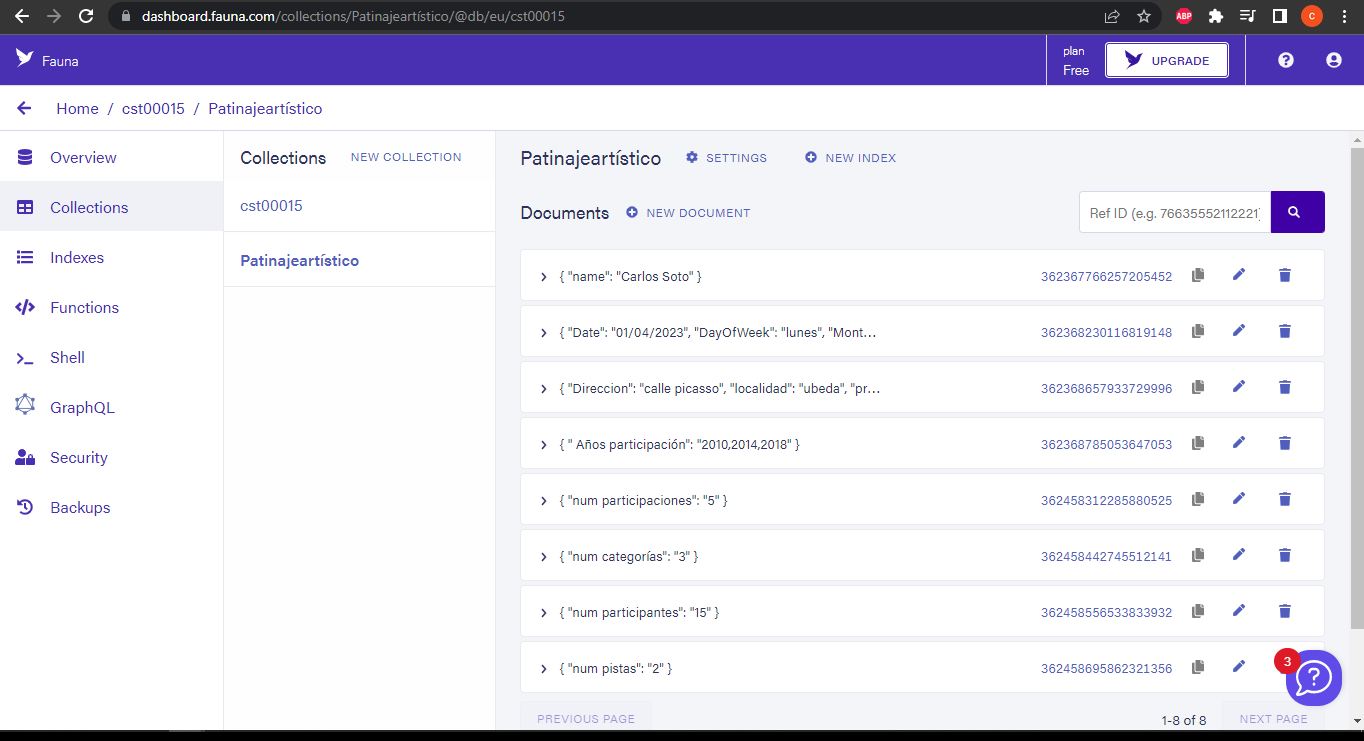 dashboard.fauna.com/collections/Patinajeartístico/@db/eu/cst00015
ABP
C
Fauna
plan
Free
UPGRADE
Home / cst00015 / Patinajeartístico
Overview
Collections
Indexes
Functions
Shell
GraphQL
Security
Backups
Collections NEW COLLECTION
cst00015
Patinajeartístico
Patinajeartístico SETTINGS NEW INDEX
Documents NEW DOCUMENT
Ref ID (e.g. 76635552112221
{ "name": "Carlos Soto" } 362367766257205452
{ "Date": "01/04/2023", "DayOfWeek": "lunes", "Mont... 362368230116819148
{ "Direccion": "calle picasso", "localidad": "ubeda", "pr... 362368657933729996
{ " Años participación": "2010,2014,2018" } 362368785053647053
{ "num participaciones": "5" } 362458312285880525
{ "num categorías": "3" } 362458442745512141
{ "num participantes": "15" } 362458556533833932
{ "num pistas": "2" } 362458695862321356
3
PREVIOUS PAGE 1-8 of 8 NEXT PAGE